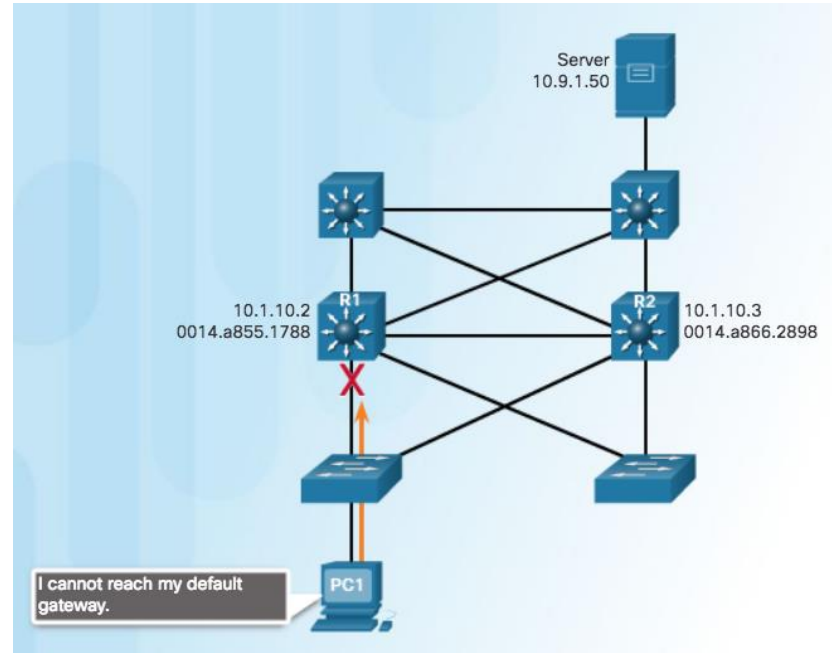 Server
10.9.1.50
R1
10.1.10.2
0014.a855.1788
R2
10.1.10.3
0014.a866.2898
X
I cannot reach my default
gateway.
PC1